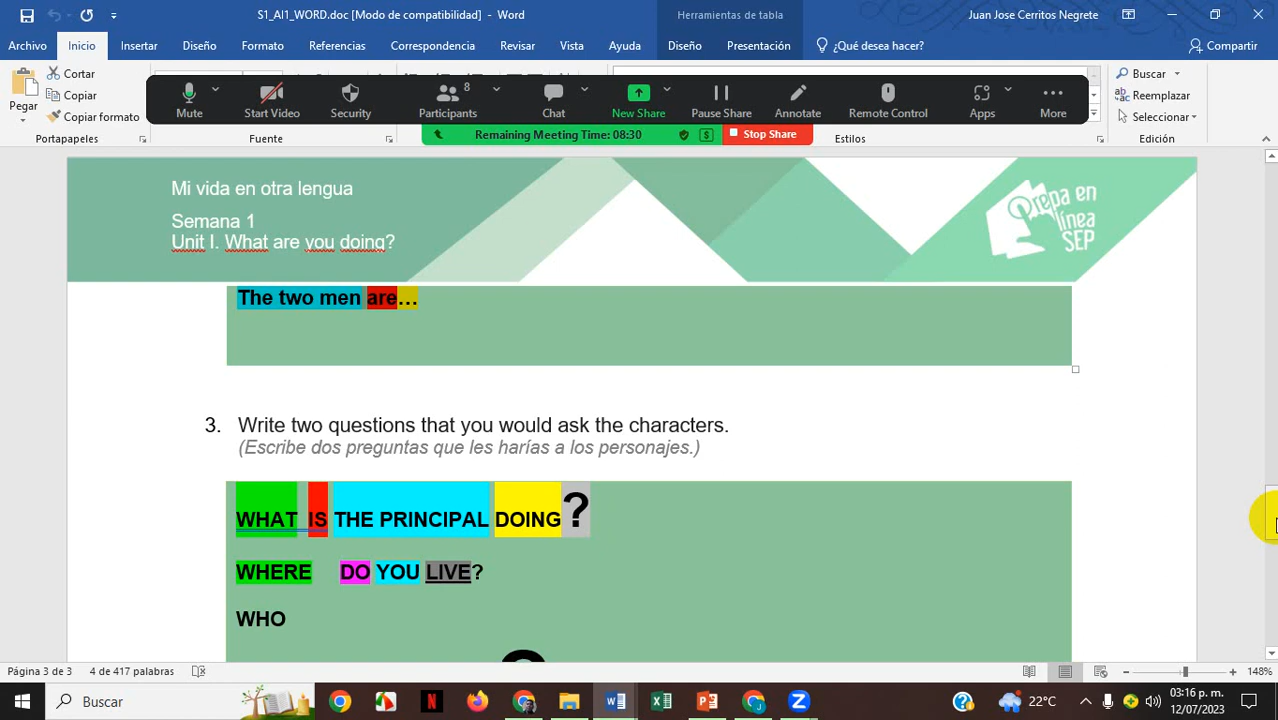 S1_AI1_WORD.doc [Modo de compatibilidad] - Word
Herramientas de tabla
Juan Jose Cerritos Negrete
Archivo Inicio Insertar Diseño Formato Referencias Correspondencia Revisar Vista Ayuda Diseño Presentación ¿Qué desea hacer? Compartir
Pegar
Cortar
Copiar
Copiar formato
Portapapeles
Fuente
Estilos
Buscar
Reemplazar
Seleccionar
Edición
Mute Start Video Security Participants 8 Chat New Share Pause Share Annotate Remote Control Apps More
Remaining Meeting Time: 08:30 Stop Share
Mi vida en otra lengua
Semana 1
Unit I. What are you doing?
Prepa en
línea
SEP
The two men are…
3. Write two questions that you would ask the characters.
(Escribe dos preguntas que les harías a los personajes.)
WHAT IS THE PRINCIPAL DOING?
WHERE DO YOU LIVE?
WHO
Página 3 de 3 4 de 417 palabras 148%
Buscar
22°C
03:16 p. m.
12/07/2023